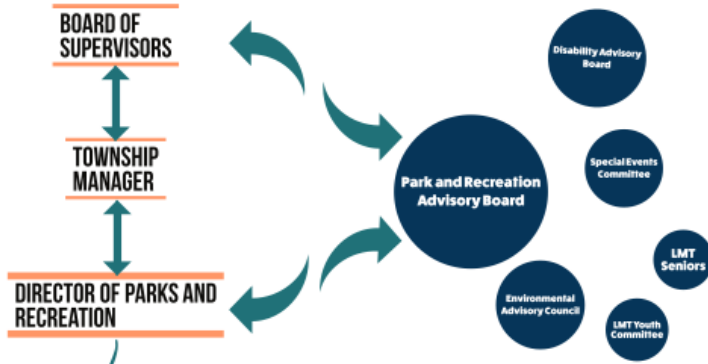 BOARD OF
SUPERVISORS
TOWNSHIP
MANAGER
DIRECTOR OF PARKS AND
RECREATION
Park and Recreation
Advisory Board
Disability Advisory
Board
Special Events
Committee
LMT
Seniors
Environmental
Advisory Council
LMT Youth
Committee